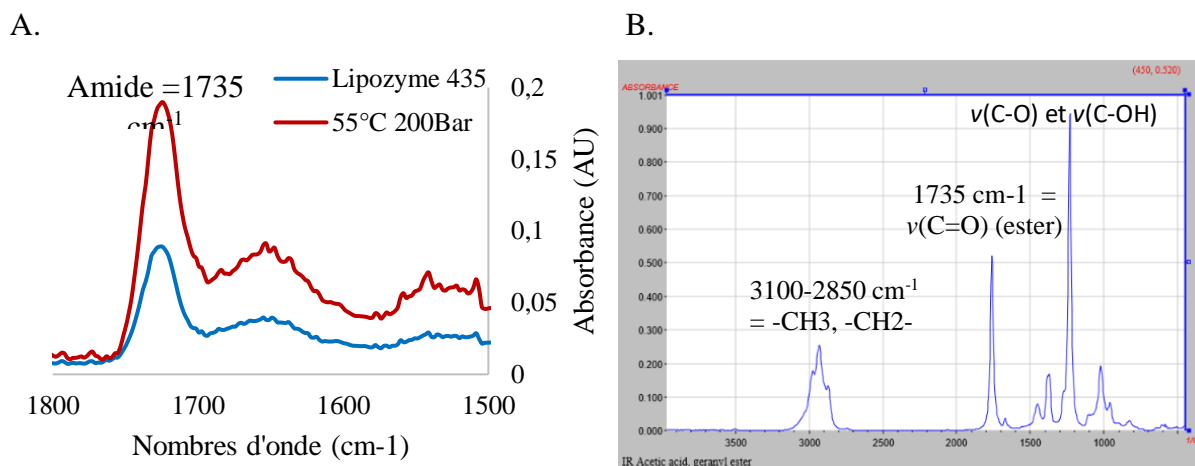 A.
Amide =1735
cm-1
Lipozyme 435
55°C 200Bar
0,2
0,15
0,1
0,05
0
Absorbance (AU)
1800
1700
1600
1500
Nombres d'onde (cm-1)
B.
(450, 0.520)
ABSORBANCE
1.001
0.900
0.800
0.700
0.600
0.500
0.400
0.300
0.200
0.100
0.000
ν(C-O) et ν(C-OH)
1735 cm-1 =
ν(C=O) (ester)
3100-2850 cm-1
= -CH3, -CH2-
3500
3000
2500
2000
1500
1000
IR Acetic acid, geranyl ester